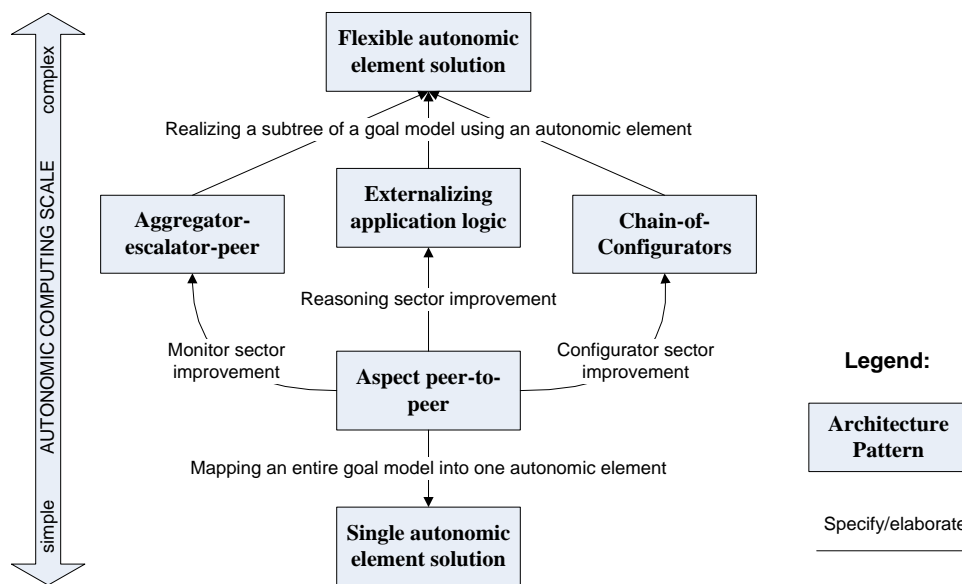 Flexible autonomic
element solution
complex
Realizing a subtree of a goal model using an autonomic element
AUTONOMIC COMPUTING SCALE
Aggregator-
escalator-peer
Externalizing
application logic
Chain-of-
Configurators
Reasoning sector improvement
Monitor sector
improvement
Configurator sector
improvement
Aspect peer-to-
peer
Mapping an entire goal model into one autonomic element
simple
Single autonomic
element solution
Legend:
Architecture
Pattern
Specify/elaborate